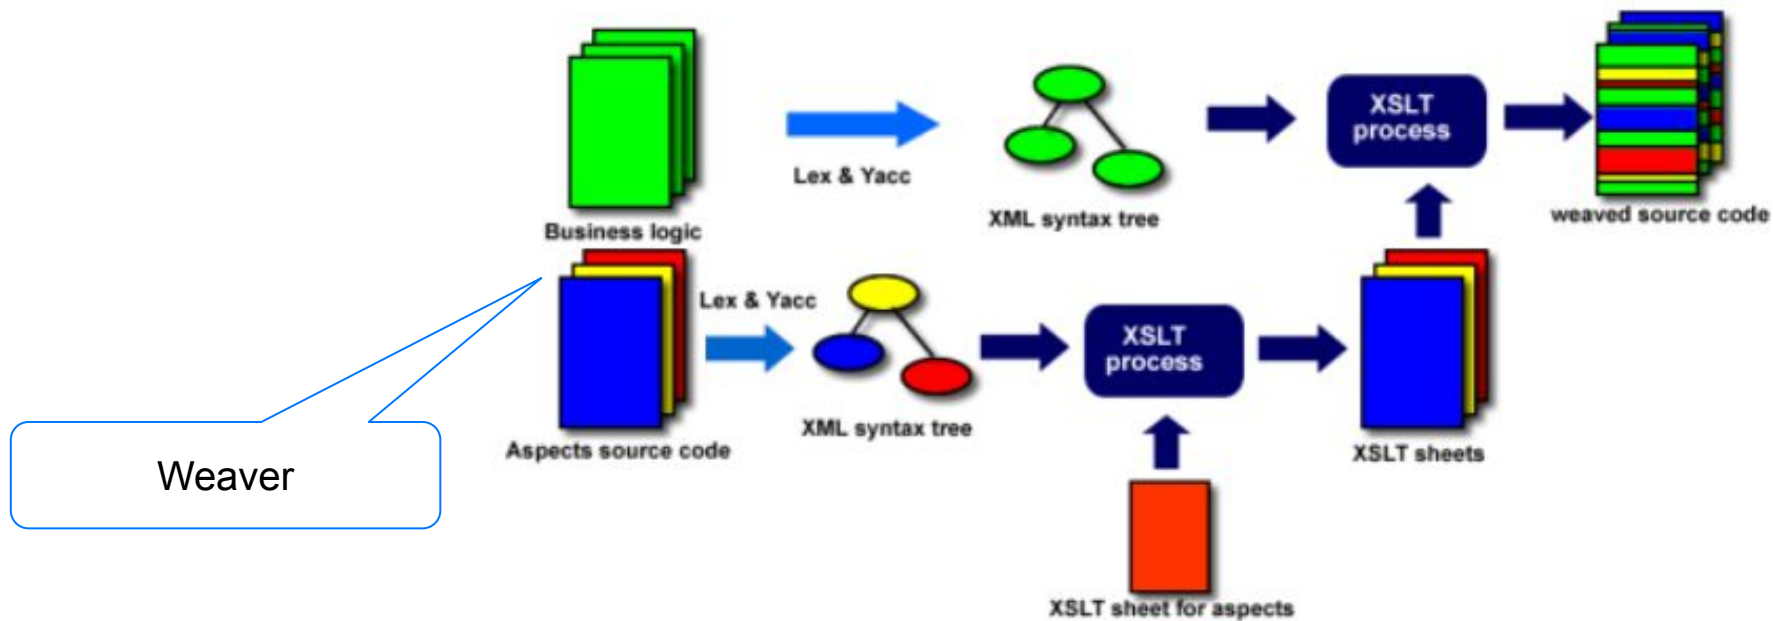 XSLT
process
Lex & Yacc
XML syntax tree
weaved source code
Business logic
Lex & Yacc
XSLT
process
Aspects source code
XML syntax tree
XSLT sheets
Weaver
XSLT sheet for aspects